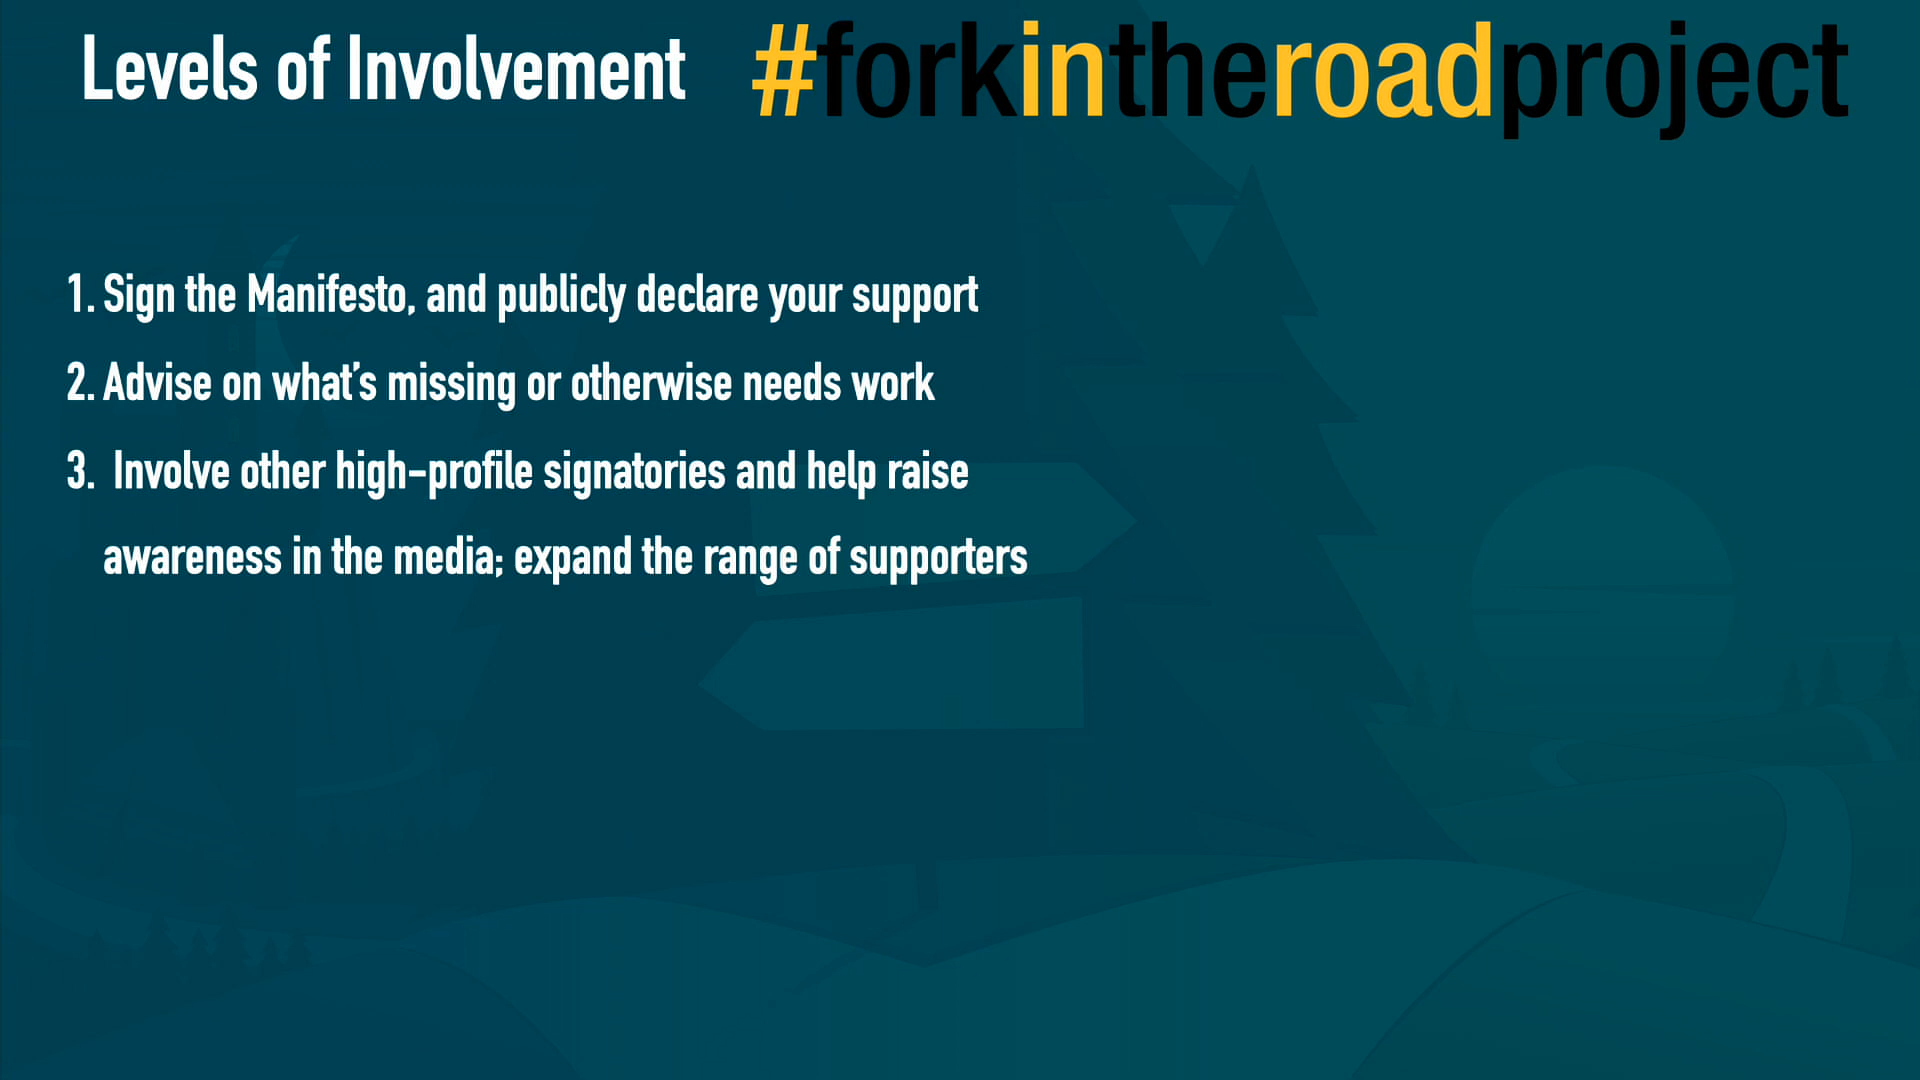 Levels of Involvement #forkintheroadproject
1. Sign the Manifesto, and publicly declare your support
2. Advise on what's missing or otherwise needs work
3. Involve other high-profile signatories and help raise
awareness in the media; expand the range of supporters